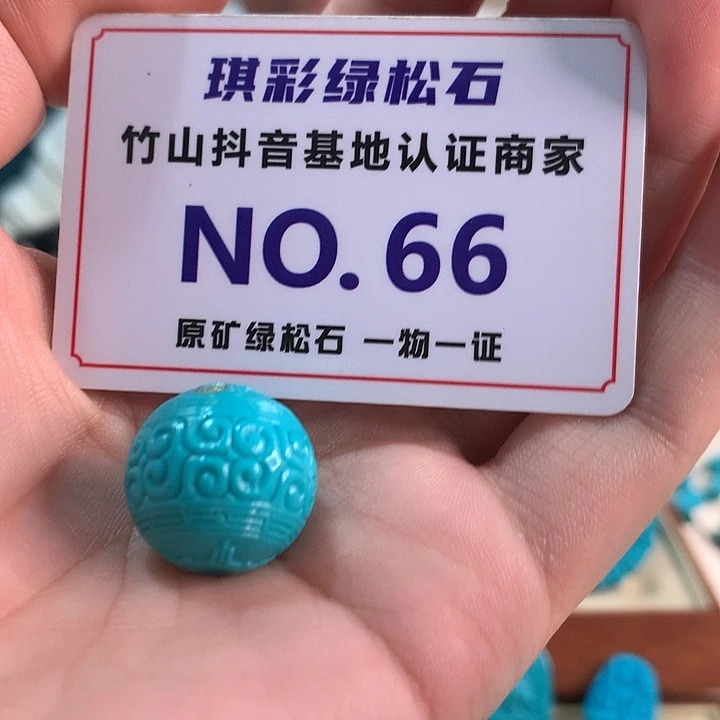 琪彩绿松石
竹山抖音基地认证商家
NO. 66
原矿绿松石 一物一证